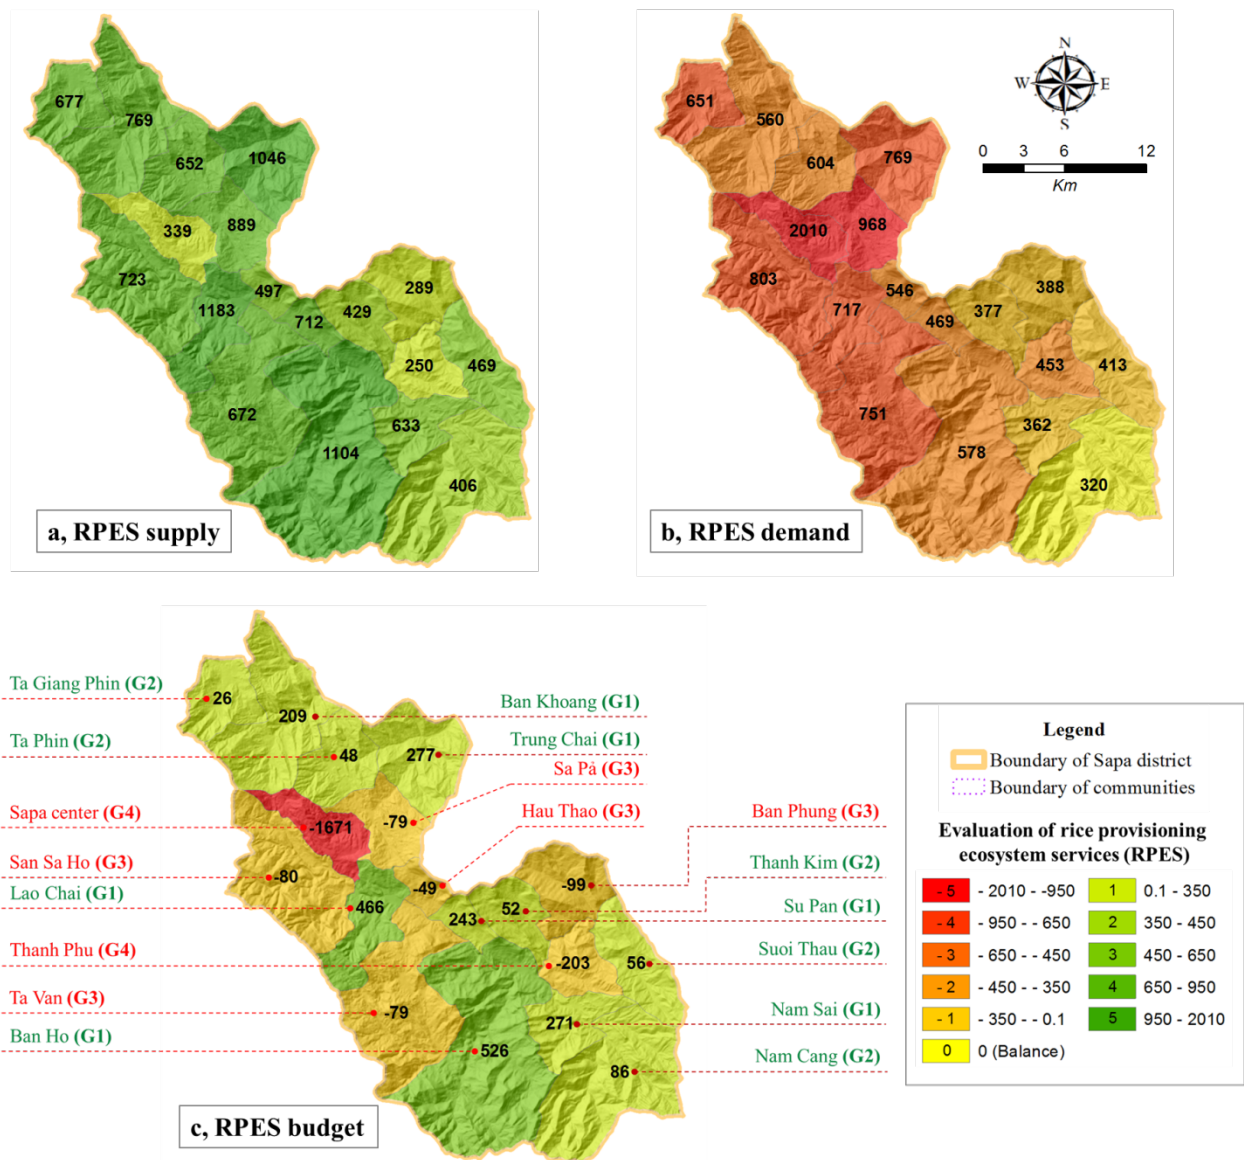 677
769
652
1046
339
889
723
497
1183
712
429
289
250
469
672
633
1104
406
a, RPES supply
651
560
604
769
2010
968
803
546
717
469
377
388
453
413
751
362
578
320
b, RPES demand
N
W
E
S
0 3 6 12
Km
Ta Giang Phin (G2)
26
209
Ban Khoang (G1)
Ta Phin (G2)
48
277
Trung Chai (G1)
Sa Pả (G3)
Sapa center (G4)
-1671
-79
Hau Thao (G3)
Ban Phung (G3)
San Sa Ho (G3)
-80
-49
-99
Thanh Kim (G2)
Lao Chai (G1)
466
243
52
Su Pan (G1)
Thanh Phu (G4)
-203
56
Suoi Thau (G2)
Ta Van (G3)
-79
271
Nam Sai (G1)
Ban Ho (G1)
526
86
Nam Cang (G2)
c, RPES budget
Legend
Boundary of Sapa district
Boundary of communities
Evaluation of rice provisioning
ecosystem services (RPES)
- 5 - 2010 - -950
- 4 - 950 - - 650
- 3 - 650 - - 450
- 2 - 450 - - 350
- 1 - 350 - - 0.1
0 0 (Balance)
1 0.1 - 350
2 350 - 450
3 450 - 650
4 650 - 950
5 950 - 2010